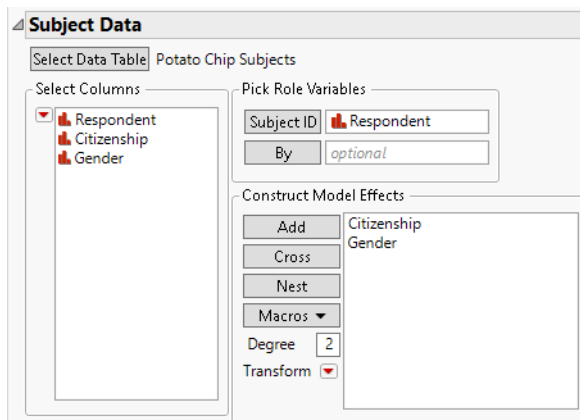 Subject Data
Select Data Table Potato Chip Subjects
Select Columns
Respondent
Citizenship
Gender
Pick Role Variables
Subject ID Respondent
By optional
Construct Model Effects
Add
Cross
Nest
Macros
Degree 2
Transform
Citizenship
Gender